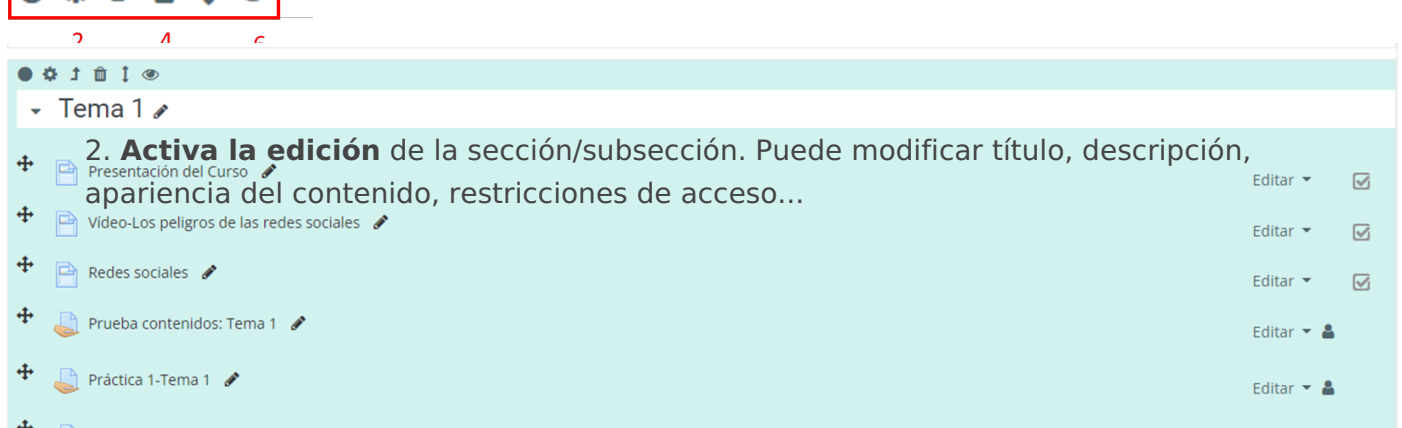 2 4 6
Tema 1
2. Activa la edición de la sección/subsección. Puede modificar título, descripción,
Presentación del Curso
Editar
apariencia del contenido, restricciones de acceso...
Vídeo-Los peligros de las redes sociales
Editar
Redes sociales
Editar
Prueba contenidos: Tema 1
Editar
Práctica 1-Tema 1
Editar